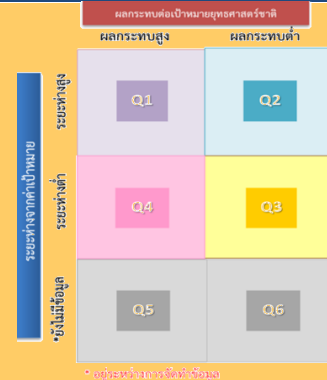 ผลกระทบต่อเป้าหมายยุทธศาสตร์ชาติ
ผลกระทบสูง ผลกระทบต่ำ
ระยะห่างจากค่าเป้าหมาย
ระยะห่างสูง
Q1 Q2
ระยะห่างต่ำ
Q4 Q3
*ยังไม่มีข้อมูล
Q5 Q6
* อยู่ระหว่างการจัดทำข้อมูล